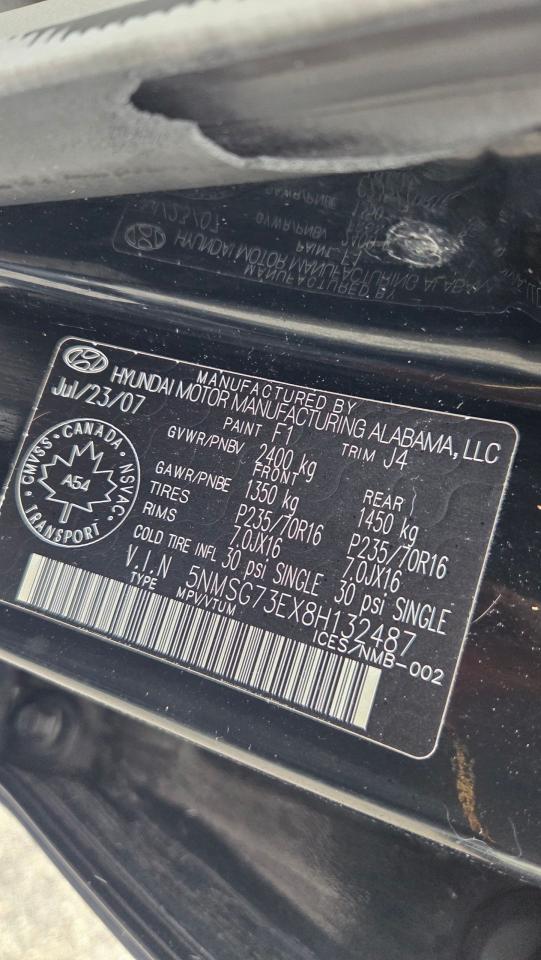 MANUFACTURED BY
HYUNDAI MOTOR MANUFACTURING ALABAMA, LLC
Jul/23/07
PAINT F1 TRIM J4
GVWR/PNBV 2400 kg
FRONT REAR
GAWR/PNBE 1350 kg 1450 kg
TIRES P235/70R16 P235/70R16
RIMS 7,0JX16 7,0JX16
COLD TIRE INFL 30 psi SINGLE 30 psi SINGLE
V.I.N 5NMSG73EX8H132487
TYPE MPV/VTUM ICES/NMB-002
CMVSS · CANADA · NSVAC · TRANSPORT
A54